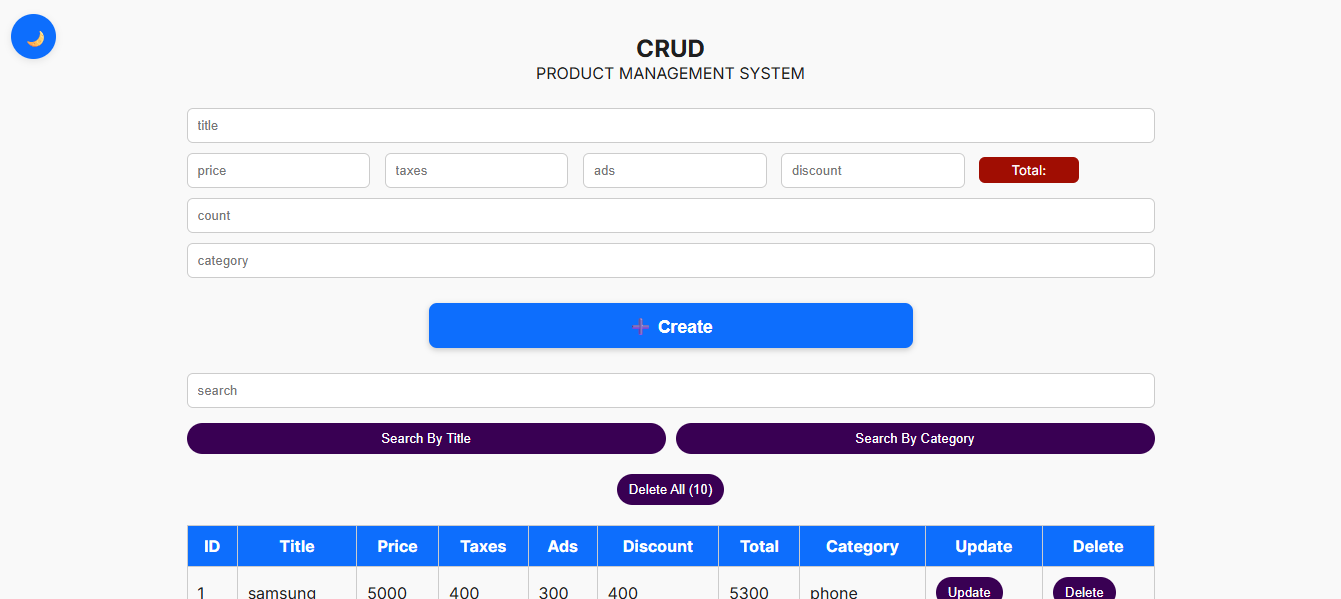 CRUD
PRODUCT MANAGEMENT SYSTEM
title
price taxes ads discount Total:
count
category
Create
search
Search By Title Search By Category
Delete All (10)
ID Title Price Taxes Ads Discount Total Category Update Delete
1 samsung 5000 400 300 400 5300 phone Update Delete